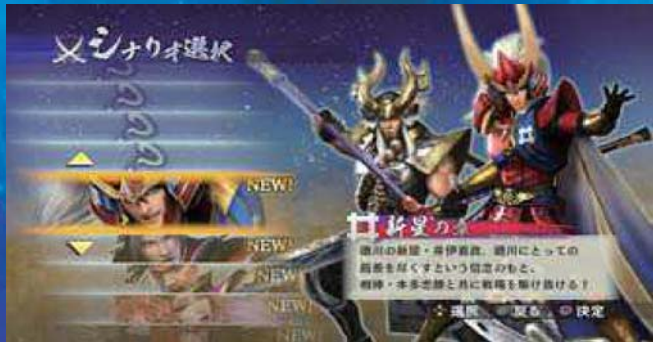 シナリオ選択
NEW!
新星の
徳川の新星・井伊直政、徳川にとっての
最善を尽くすという信念のもと、
相棒・本多忠勝と共に戦場を駆け抜ける！
NEW!
NEW!
NEW!
選択 戻る 決定